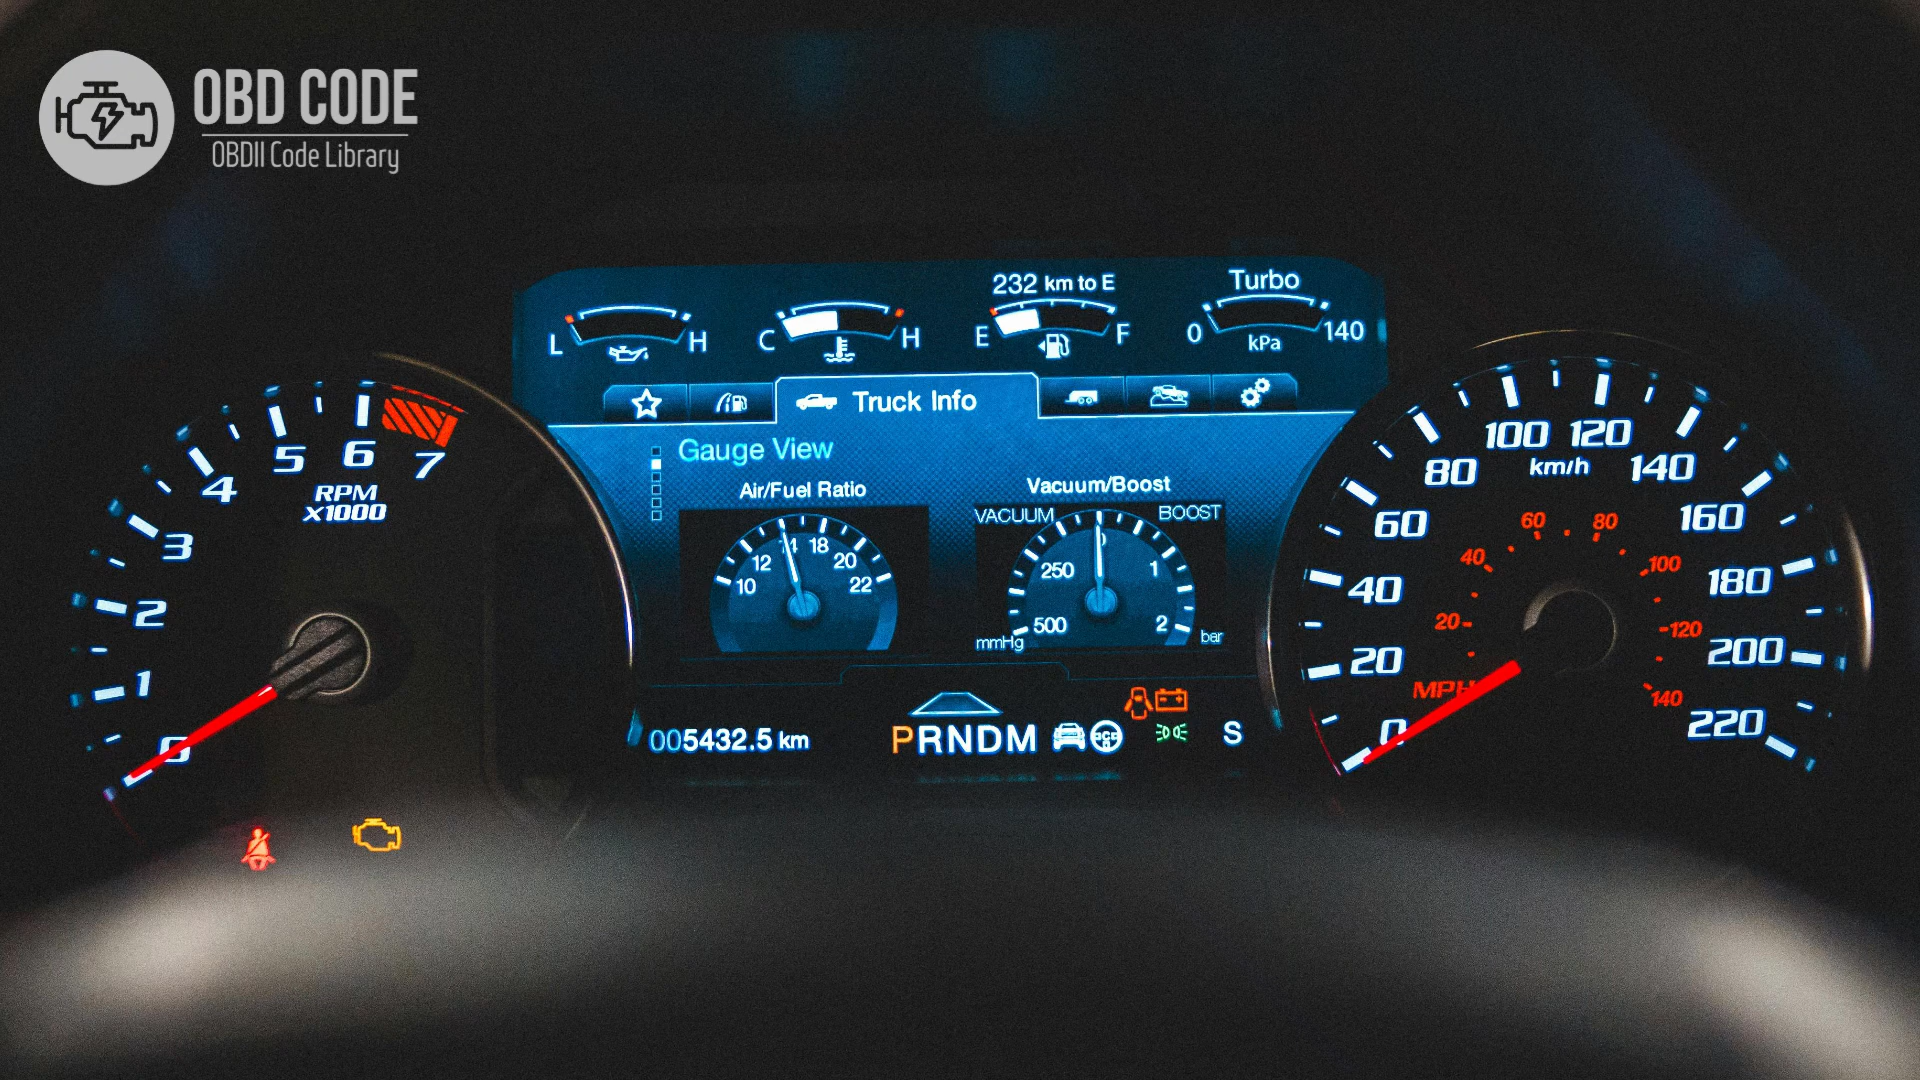 OBD CODE
OBDII Code Library
232 km to E
Turbo
L H
C H
E F
0 140
kPa
Truck Info
Gauge View
Air/Fuel Ratio
10 12 14 18 20 22
Vacuum/Boost
VACUUM BOOST
500 250 0 1 2
mmHg bar
0 1 2 3 4 5 6 7
RPM
X1000
0 20 40 60 80 100 120 140 160 180 200 220
km/h
20 40 60 80 100 120 140
MPH
005432.5 km
PRNDM
S